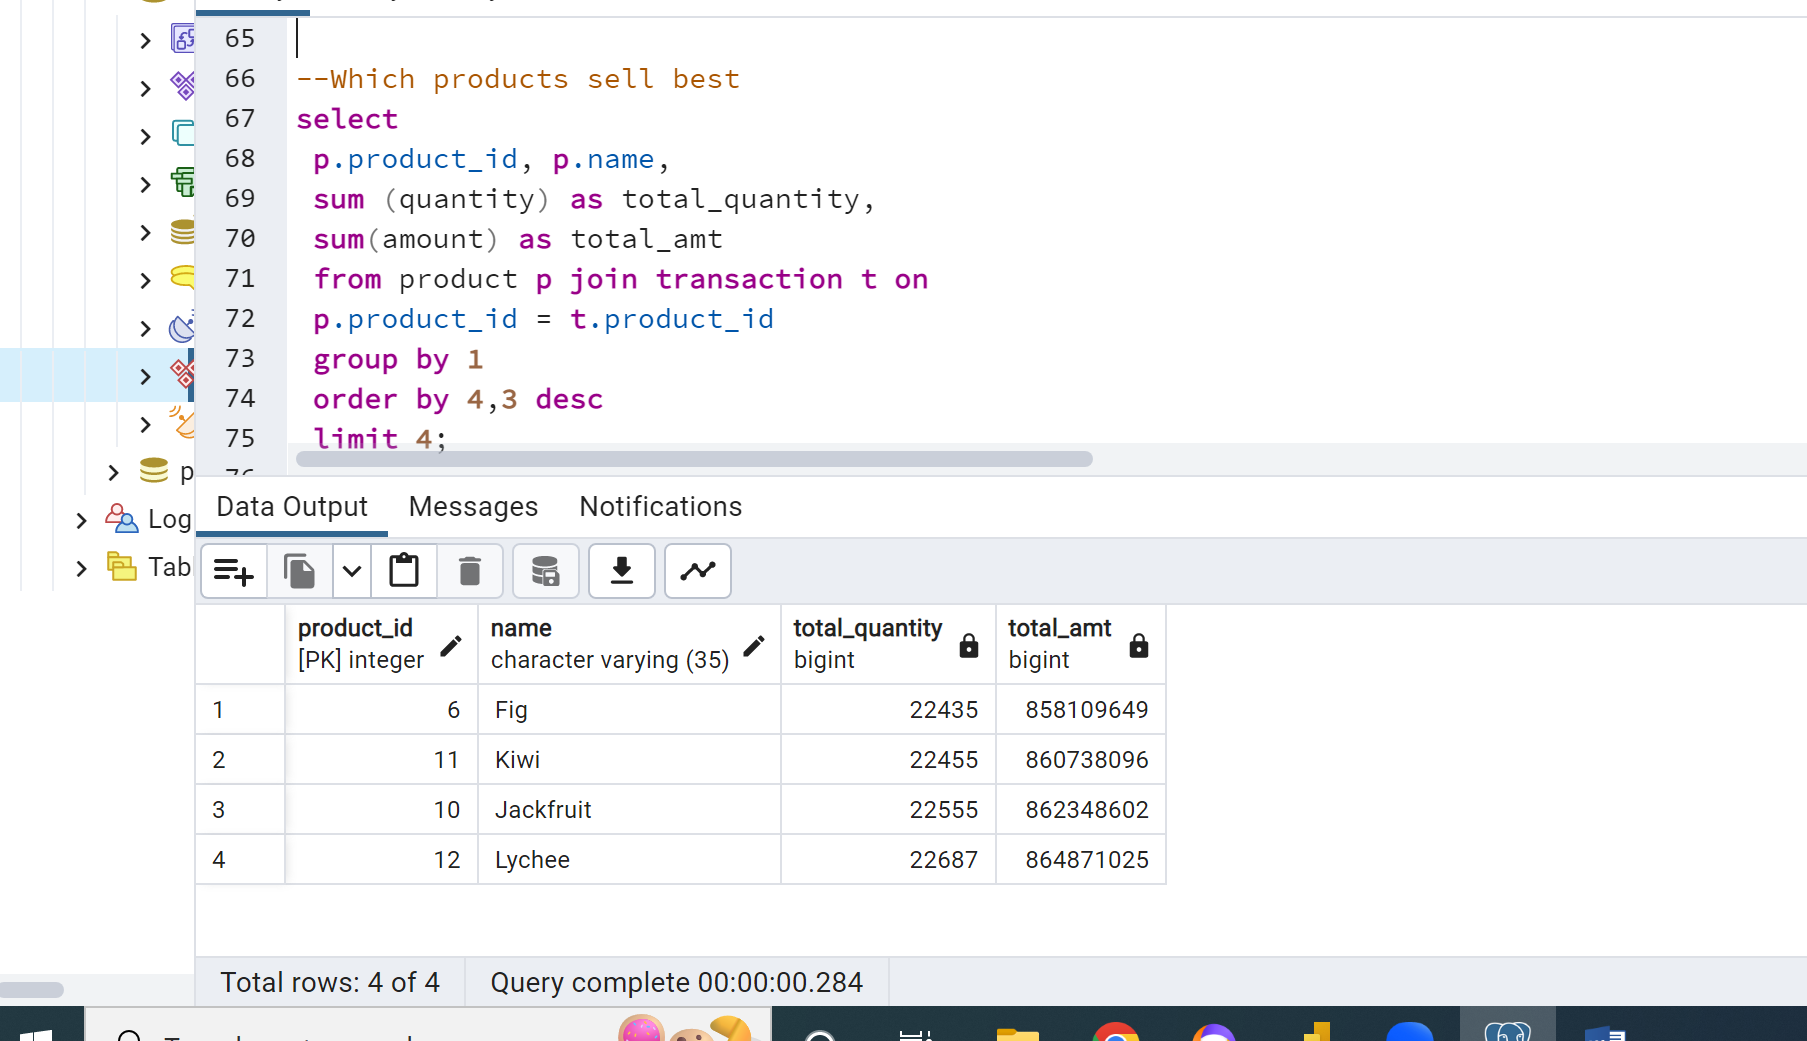 65
66 --Which products sell best
67 select
68 p.product_id, p.name,
69 sum (quantity) as total_quantity,
70 sum(amount) as total_amt
71 from product p join transaction t on
72 p.product_id = t.product_id
73 group by 1
74 order by 4,3 desc
75 limit 4;
p
Log
Tab
Data Output Messages Notifications
product_id name total_quantity total_amt
[PK] integer character varying (35) bigint bigint
1 6 Fig 22435 858109649
2 11 Kiwi 22455 860738096
3 10 Jackfruit 22555 862348602
4 12 Lychee 22687 864871025
Total rows: 4 of 4 Query complete 00:00:00.284